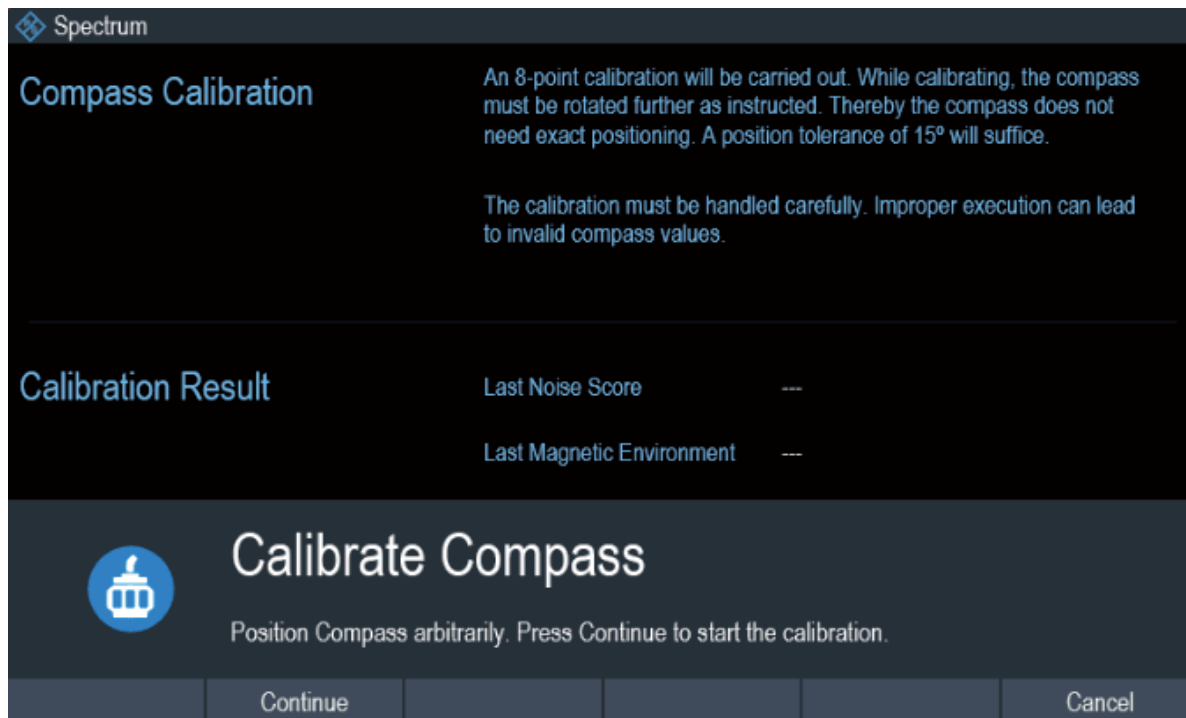 Spectrum
Compass Calibration
An 8-point calibration will be carried out. While calibrating, the compass
must be rotated further as instructed. Thereby the compass does not
need exact positioning. A position tolerance of 15º will suffice.
The calibration must be handled carefully. Improper execution can lead
to invalid compass values.
Calibration Result
Last Noise Score ---
Last Magnetic Environment ---
Calibrate Compass
Position Compass arbitrarily. Press Continue to start the calibration.
Continue Cancel